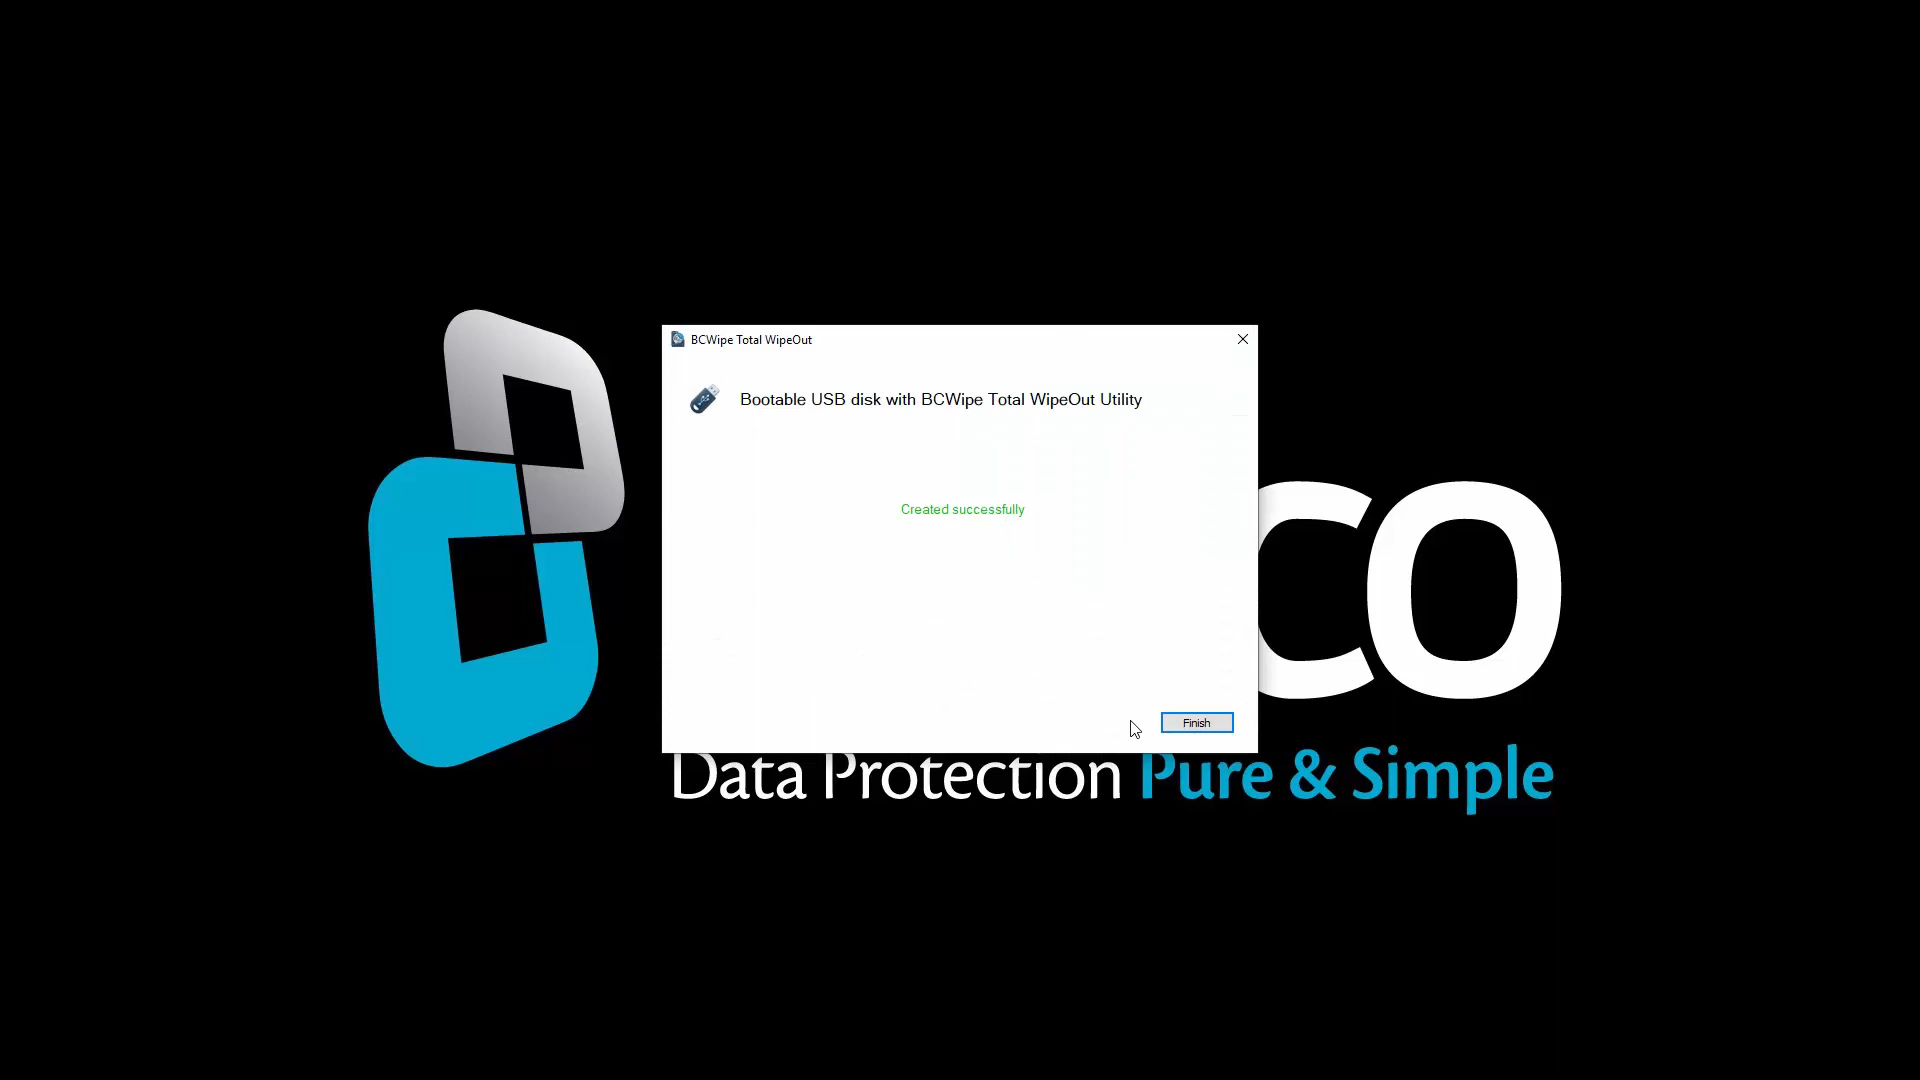 BCWipe Total WipeOut
Bootable USB disk with BCWipe Total WipeOut Utility
Created successfully
CO
Finish
Data Protection Pure & Simple